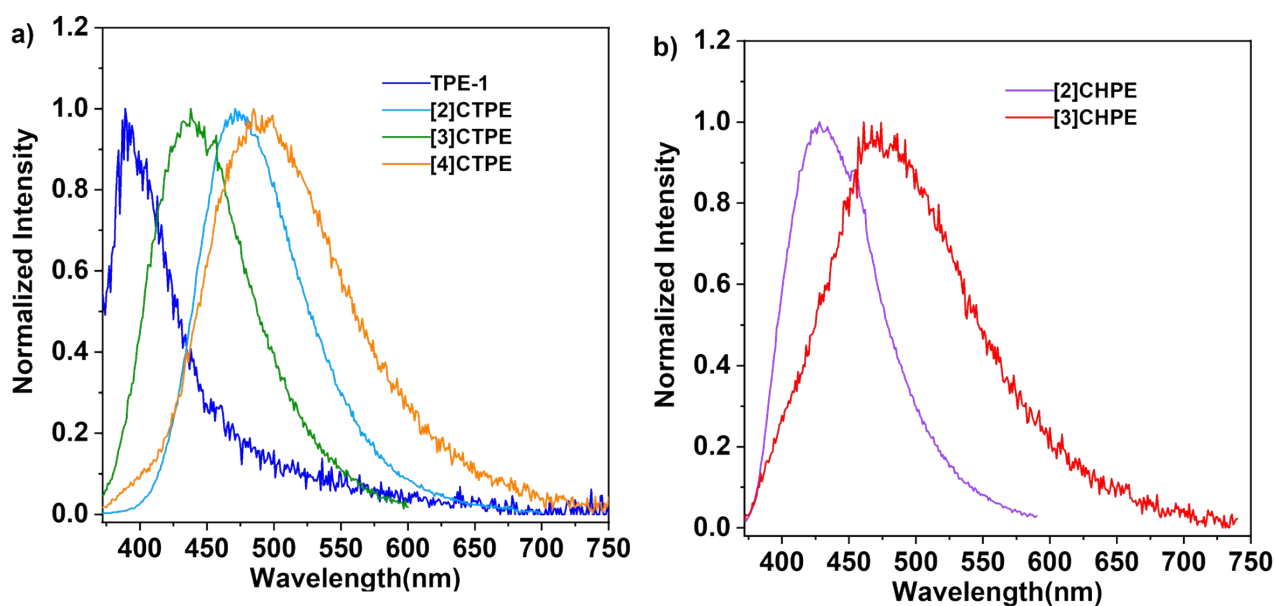 a)
TPE-1
[2]CTPE
[3]CTPE
[4]CTPE
Normalized Intensity
1.2
1.0
0.8
0.6
0.4
0.2
0.0
400 450 500 550 600 650 700 750
Wavelength(nm)
b)
[2]CHPE
[3]CHPE
Normalized Intensity
1.2
1.0
0.8
0.6
0.4
0.2
0.0
400 450 500 550 600 650 700 750
Wavelength(nm)